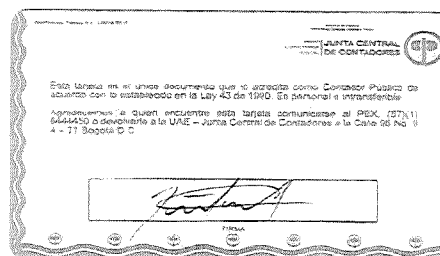 JUNTA CENTRAL
DE CONTADORES
Esta tarjeta es el único documento que lo acredita como Contador Público de
acuerdo con lo establecido en la Ley 43 de 1990. Es personal e intransferible
Agradecemos a quien encuentre esta tarjeta comunicarse al PBX. (57)(1)
6444450 o devolverla a la UAE – Junta Central de Contadores a la Calle 96 No. 9
A – 21 Bogotá D.C
FIRMA